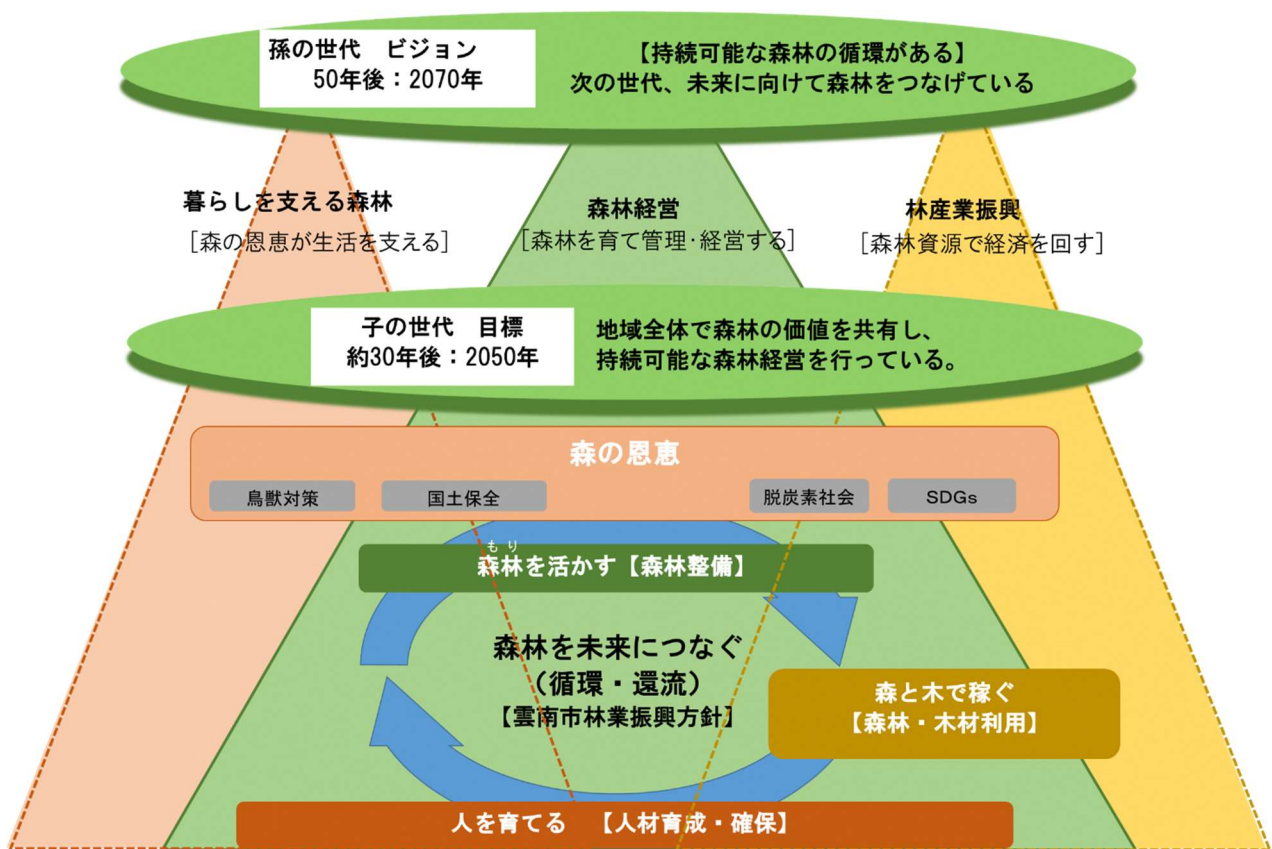 孫の世代　ビジョン
50年後：2070年
【持続可能な森林の循環がある】
次の世代、未来に向けて森林をつなげている
暮らしを支える森林
［森の恩恵が生活を支える］
森林経営
［森林を育て管理・経営する］
林産業振興
［森林資源で経済を回す］
子の世代　目標
約30年後：2050年
地域全体で森林の価値を共有し、
持続可能な森林経営を行っている。
森の恩恵
鳥獣対策
国土保全
脱炭素社会
SDGs
もり
森林を活かす【森林整備】
森林を未来につなぐ
（循環・還流）
【雲南市林業振興方針】
森と木で稼ぐ
【森林・木材利用】
人を育てる　【人材育成・確保】